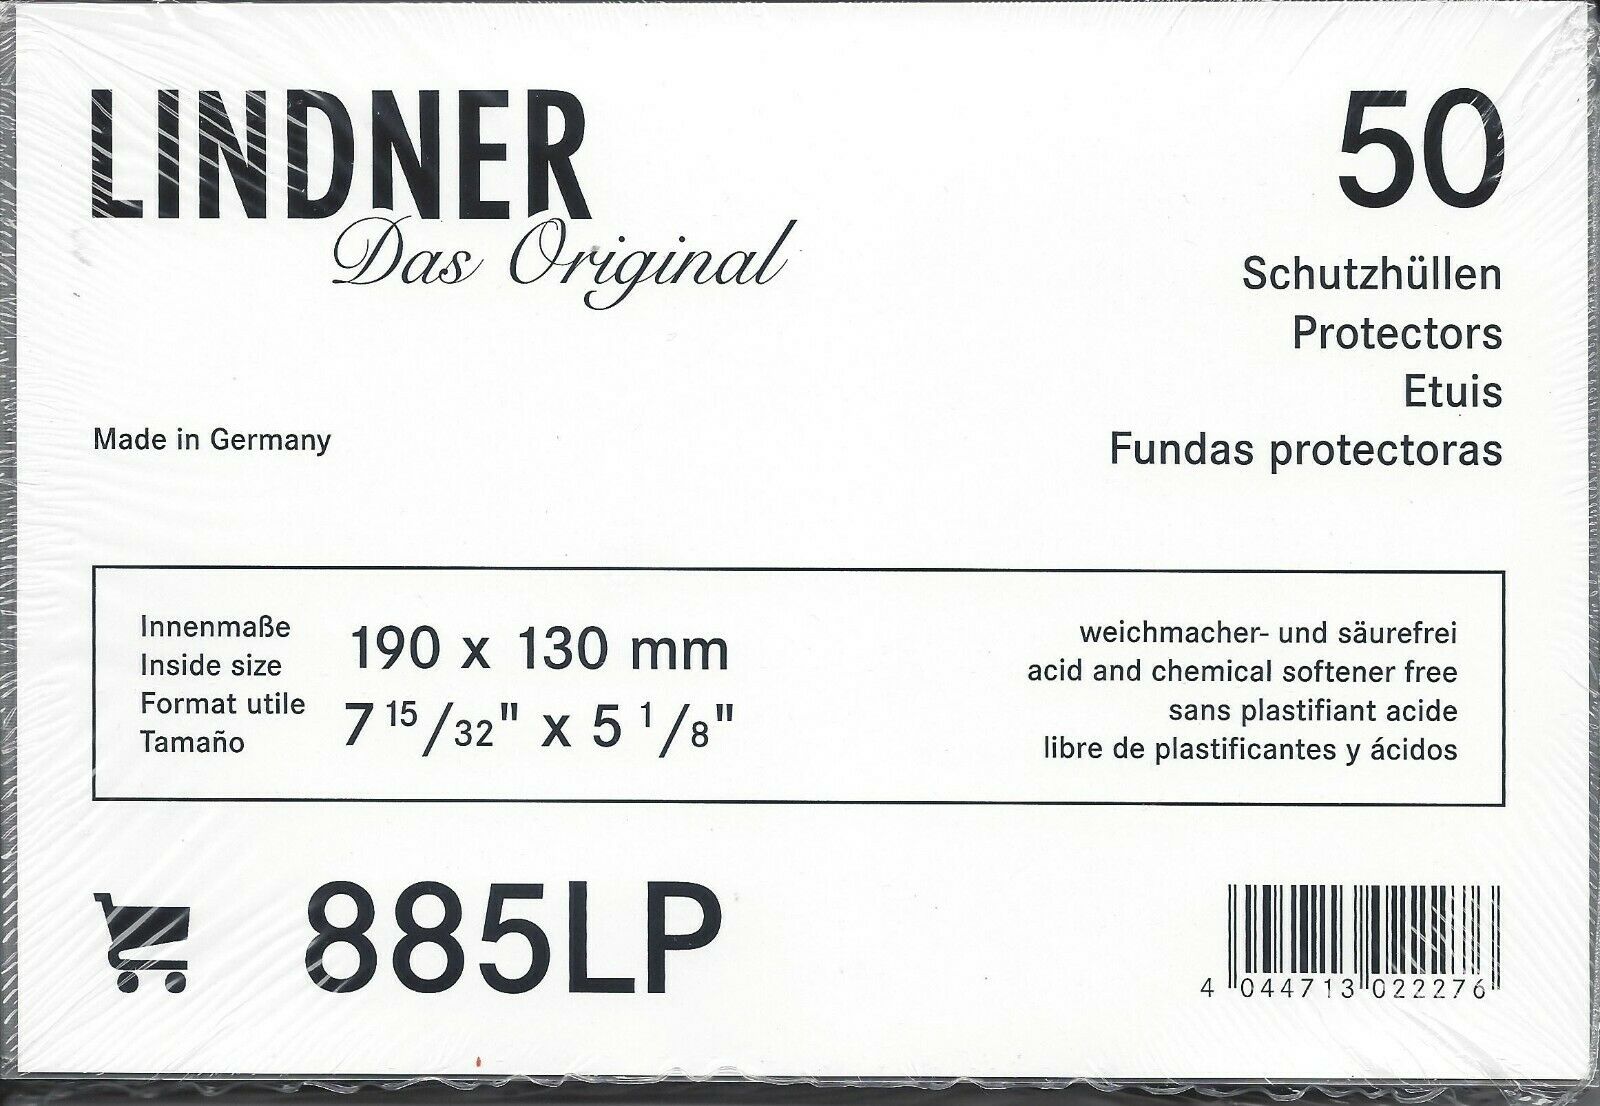 LINDNER
Das Original
50
Schutzhüllen
Protectors
Etuis
Fundas protectoras
Made in Germany
Innenmaße
Inside size
Format utile
Tamaño
190 x 130 mm
7 15/32" x 5 1/8"
weichmacher- und säurefrei
acid and chemical softener free
sans plastifiant acide
libre de plastificantes y ácidos
885LP
4 044713 022276